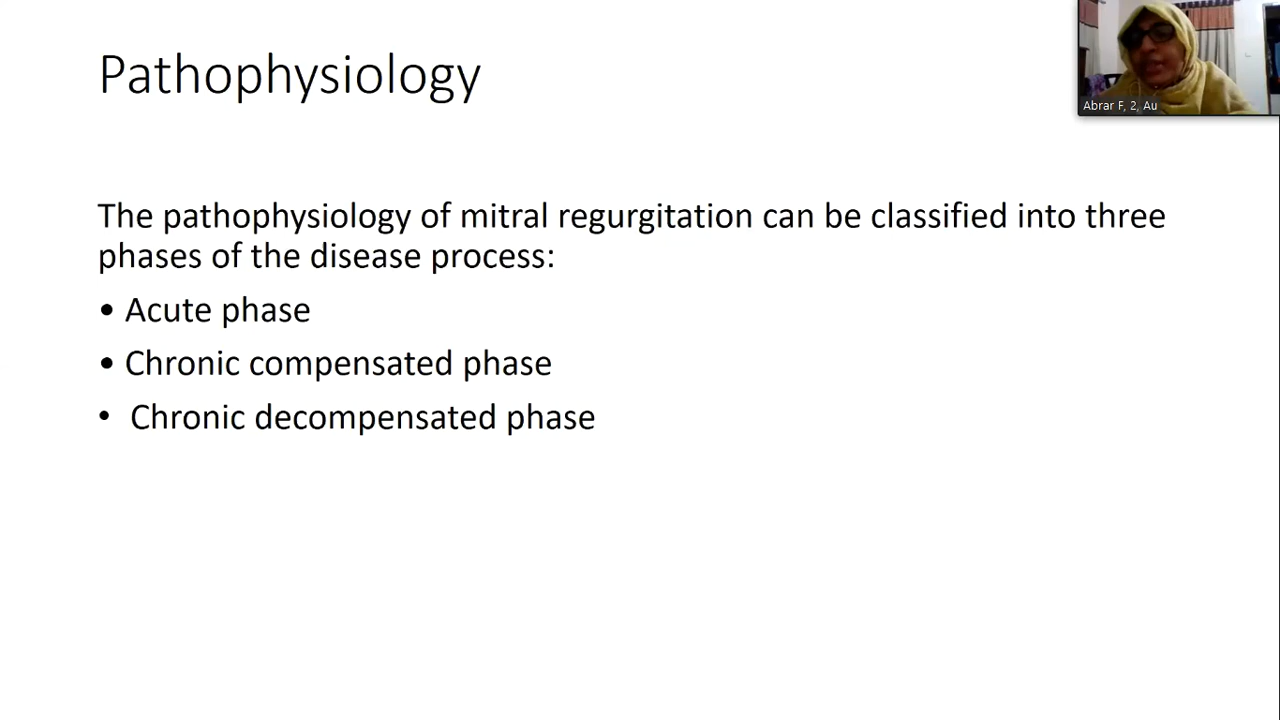 Pathophysiology
Abrar F, 2, Au
The pathophysiology of mitral regurgitation can be classified into three
phases of the disease process:
• Acute phase
• Chronic compensated phase
• Chronic decompensated phase